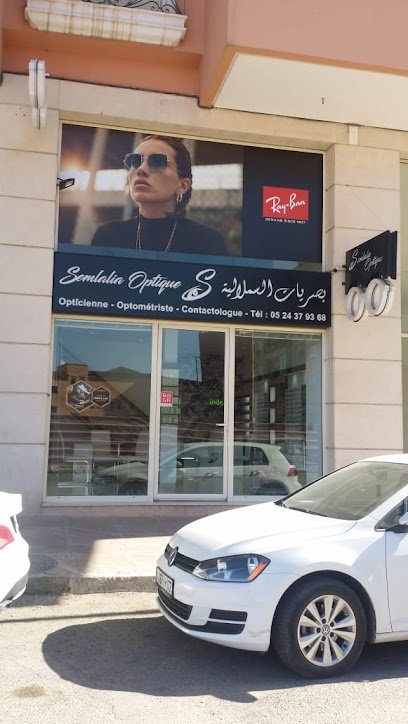 Ray-Ban
GENUINE SINCE 1937
Semlalia Optique S بصريات السملالية
Opticienne - Optométriste - Contactologue - Tél : 05 24 37 93 68
Semlalia
Optique